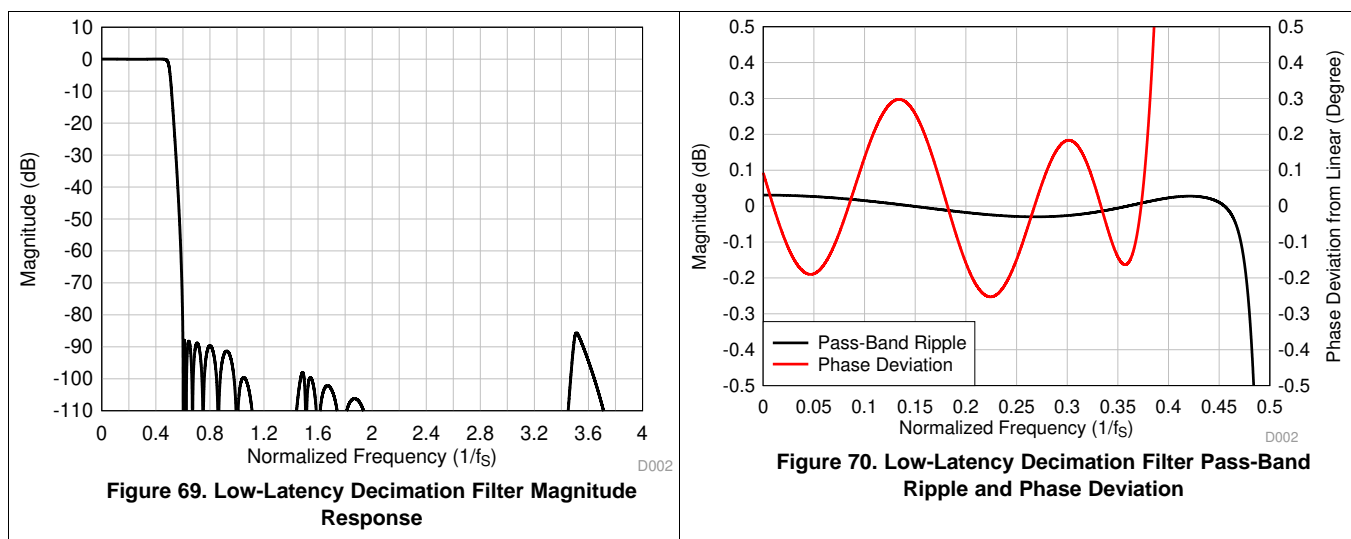 10
0
-10
-20
-30
-40
-50
-60
-70
-80
-90
-100
-110
Magnitude (dB)
0 0.4 0.8 1.2 1.6 2 2.4 2.8 3.2 3.6 4
Normalized Frequency (1/fS)
D002
Figure 69. Low-Latency Decimation Filter Magnitude
Response
0.5
0.4
0.3
0.2
0.1
0
-0.1
-0.2
-0.3
-0.4
-0.5
Magnitude (dB)
Pass-Band Ripple
Phase Deviation
0.5
0.4
0.3
0.2
0.1
0
-0.1
-0.2
-0.3
-0.4
-0.5
Phase Deviation from Linear (Degree)
0 0.05 0.1 0.15 0.2 0.25 0.3 0.35 0.4 0.45 0.5
Normalized Frequency (1/fS)
D002
Figure 70. Low-Latency Decimation Filter Pass-Band
Ripple and Phase Deviation